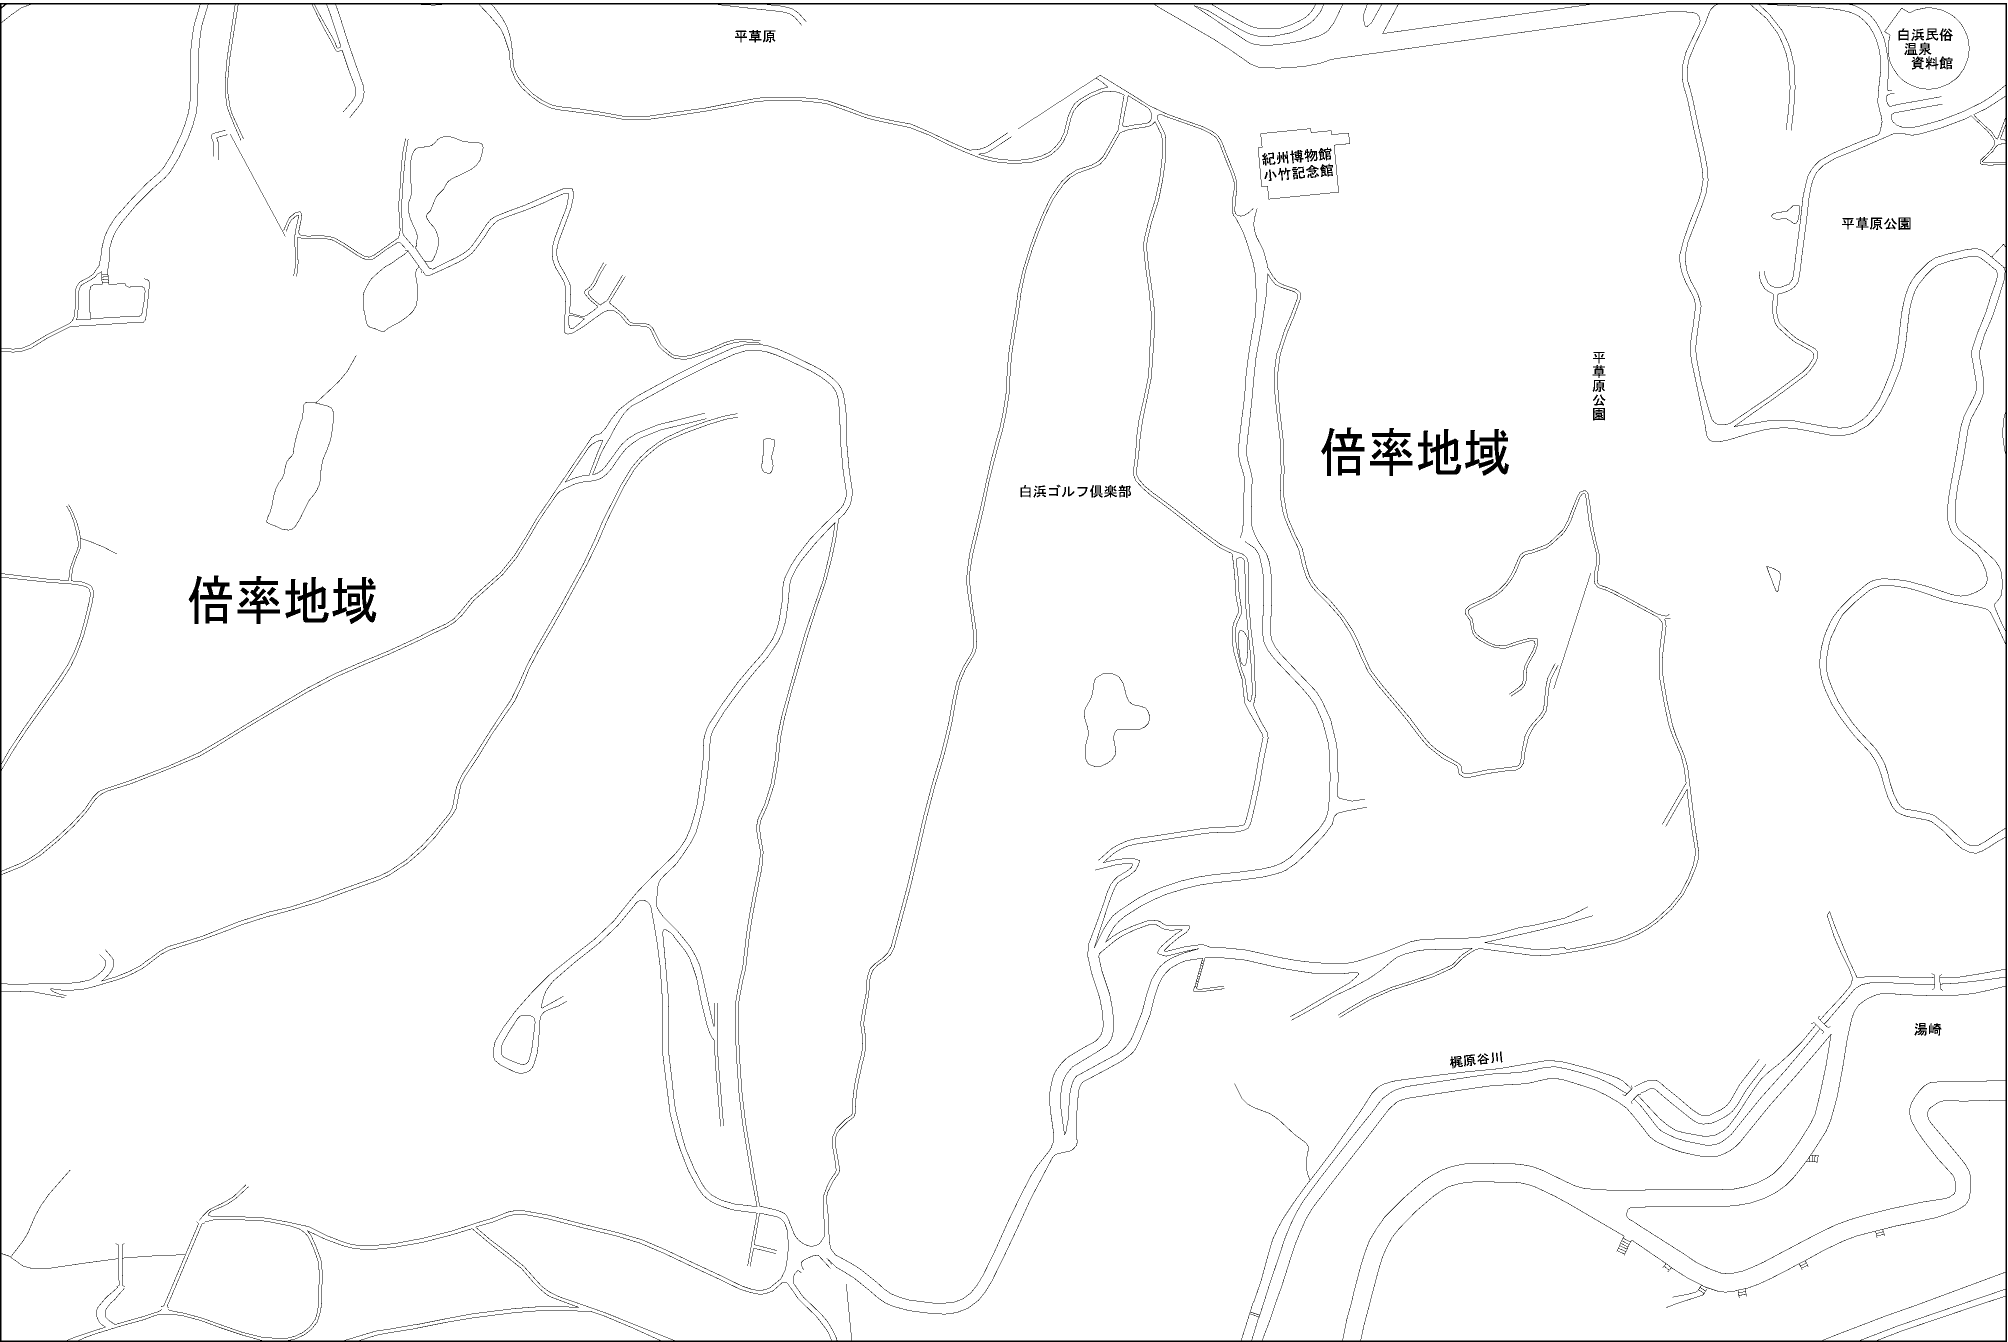 平草原
白浜民俗
温泉
資料館
紀州博物館
小竹記念館
平草原公園
平草原公園
倍率地域
白浜ゴルフ倶楽部
倍率地域
湯崎
梶原谷川